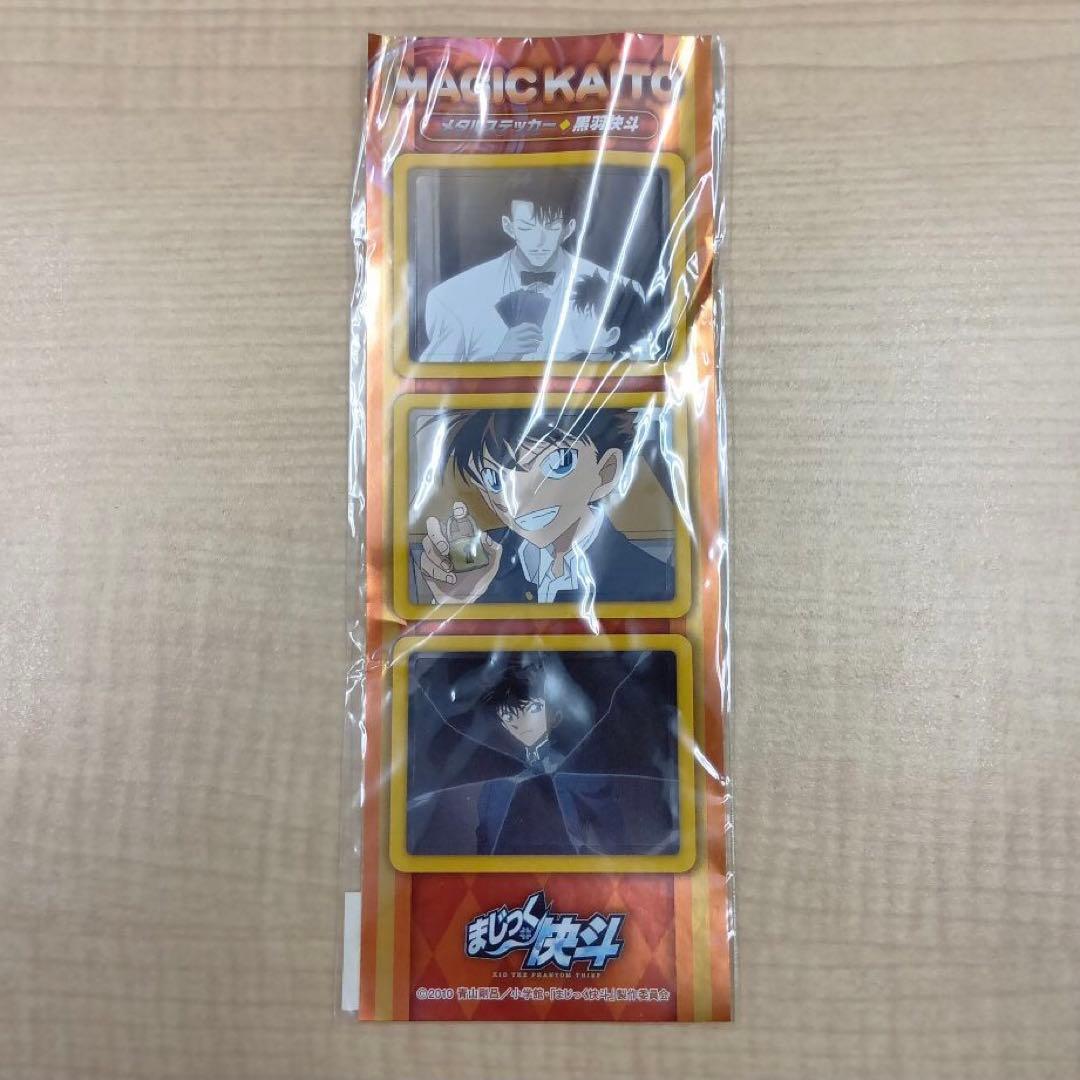 MAGIC KAITO
メタルステッカー◆黒羽快斗
まじっく快斗
KID THE PHANTOM THIEF
©2010 青山剛昌／小学館・「まじっく快斗」製作委員会